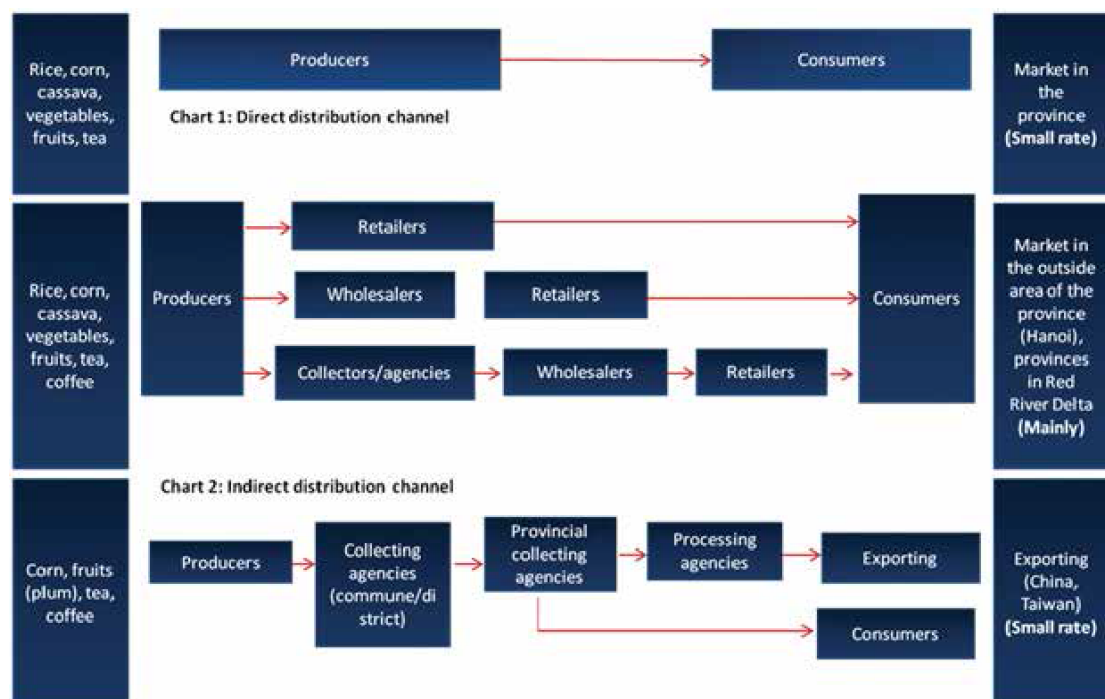 Rice, corn,
cassava,
vegetables,
fruits, tea
Producers
Consumers
Chart 1: Direct distribution channel
Market in
the
province
(Small rate)
Rice, corn,
cassava,
vegetables,
fruits, tea,
coffee
Producers
Retailers
Wholesalers
Retailers
Collectors/agencies
Wholesalers
Retailers
Consumers
Market in
the outside
area of the
province
(Hanoi),
provinces
in Red
River Delta
(Mainly)
Chart 2: Indirect distribution channel
Corn, fruits
(plum), tea,
coffee
Producers
Collecting
agencies
(commune/di
strict)
Provincial
collecting
agencies
Processing
agencies
Exporting
Consumers
Exporting
(China,
Taiwan)
(Small rate)